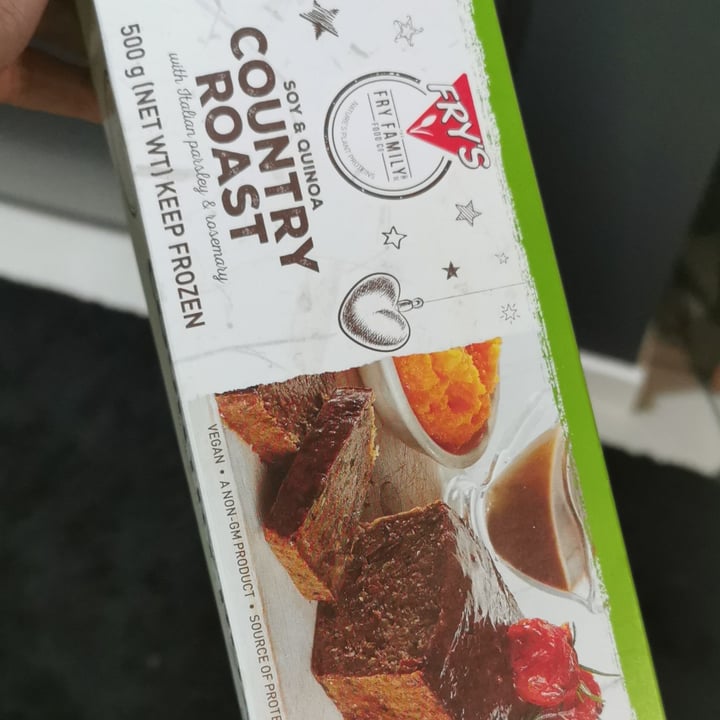 FRY'S
FRY FAMILY
FOOD CO
NATURE'S PLANT PROTEINS
SOY & QUINOA
COUNTRY
ROAST
with Italian parsley & rosemary
500 g (NET WT) KEEP FROZEN
VEGAN • A NON-GM PRODUCT • SOURCE OF PROTE